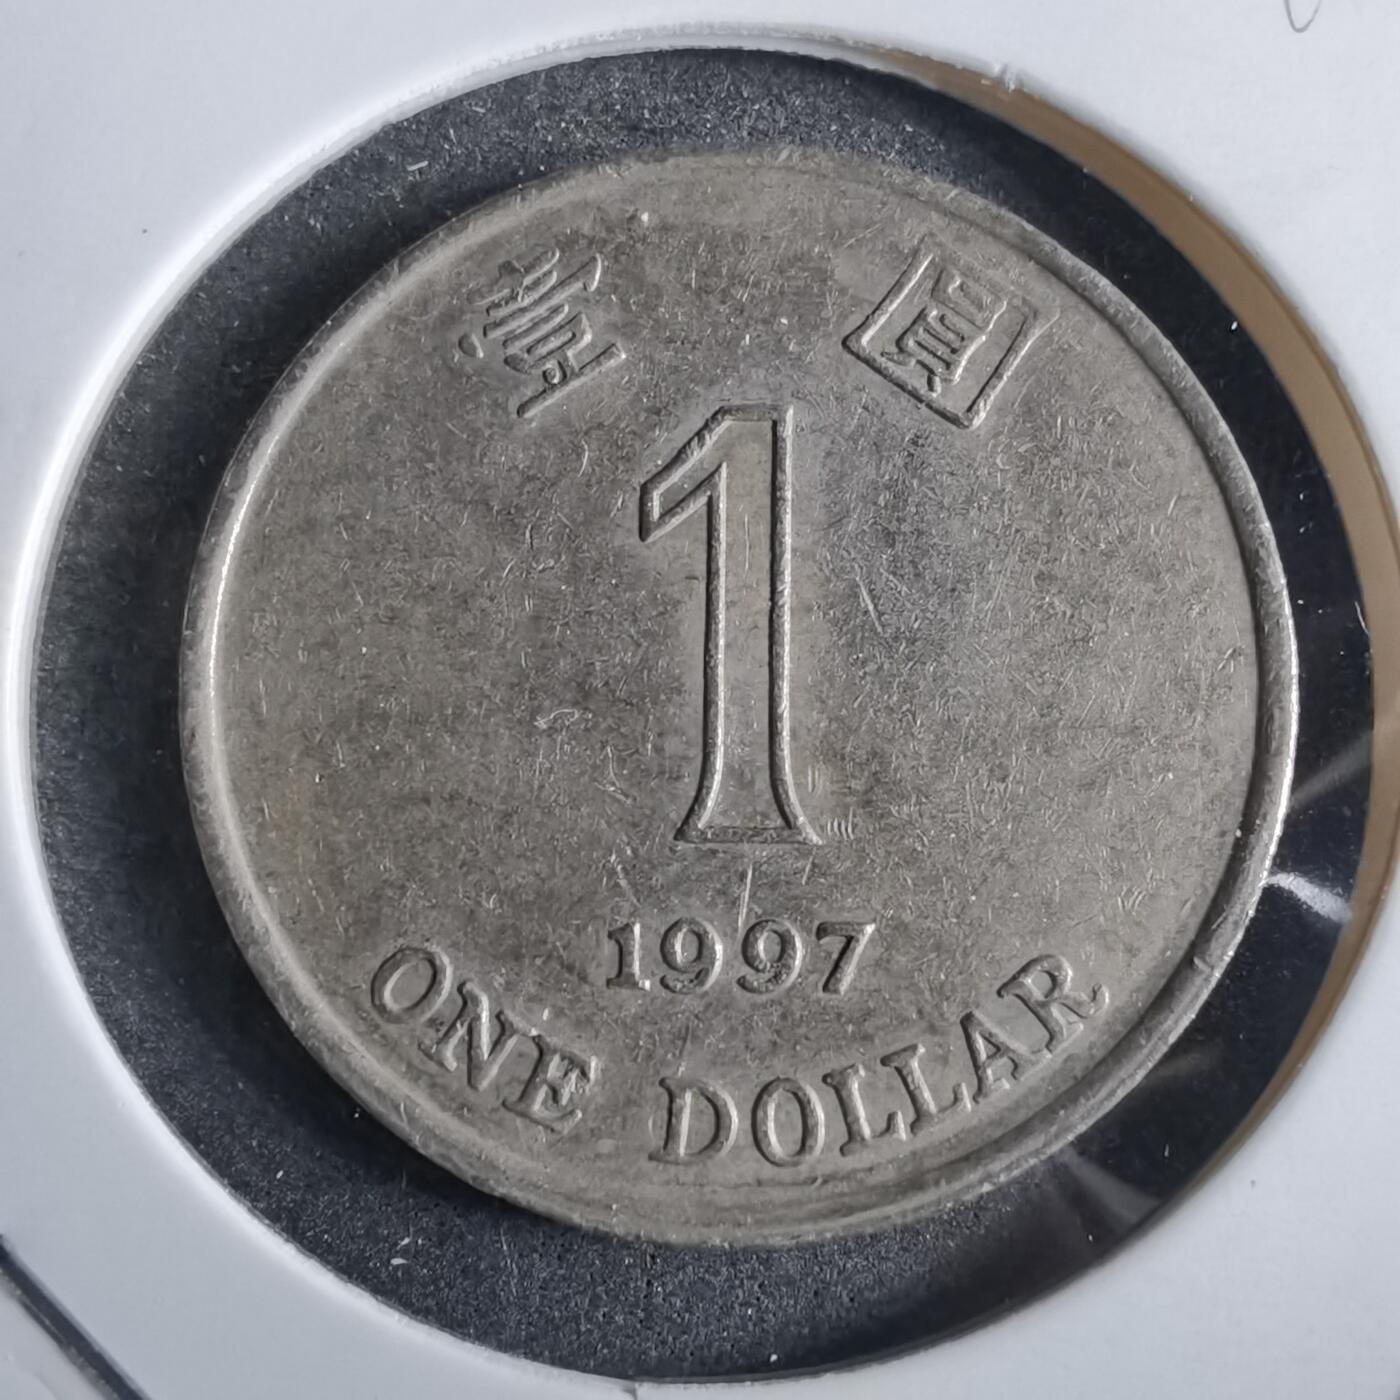 壹 圓
1
1997
ONE DOLLAR